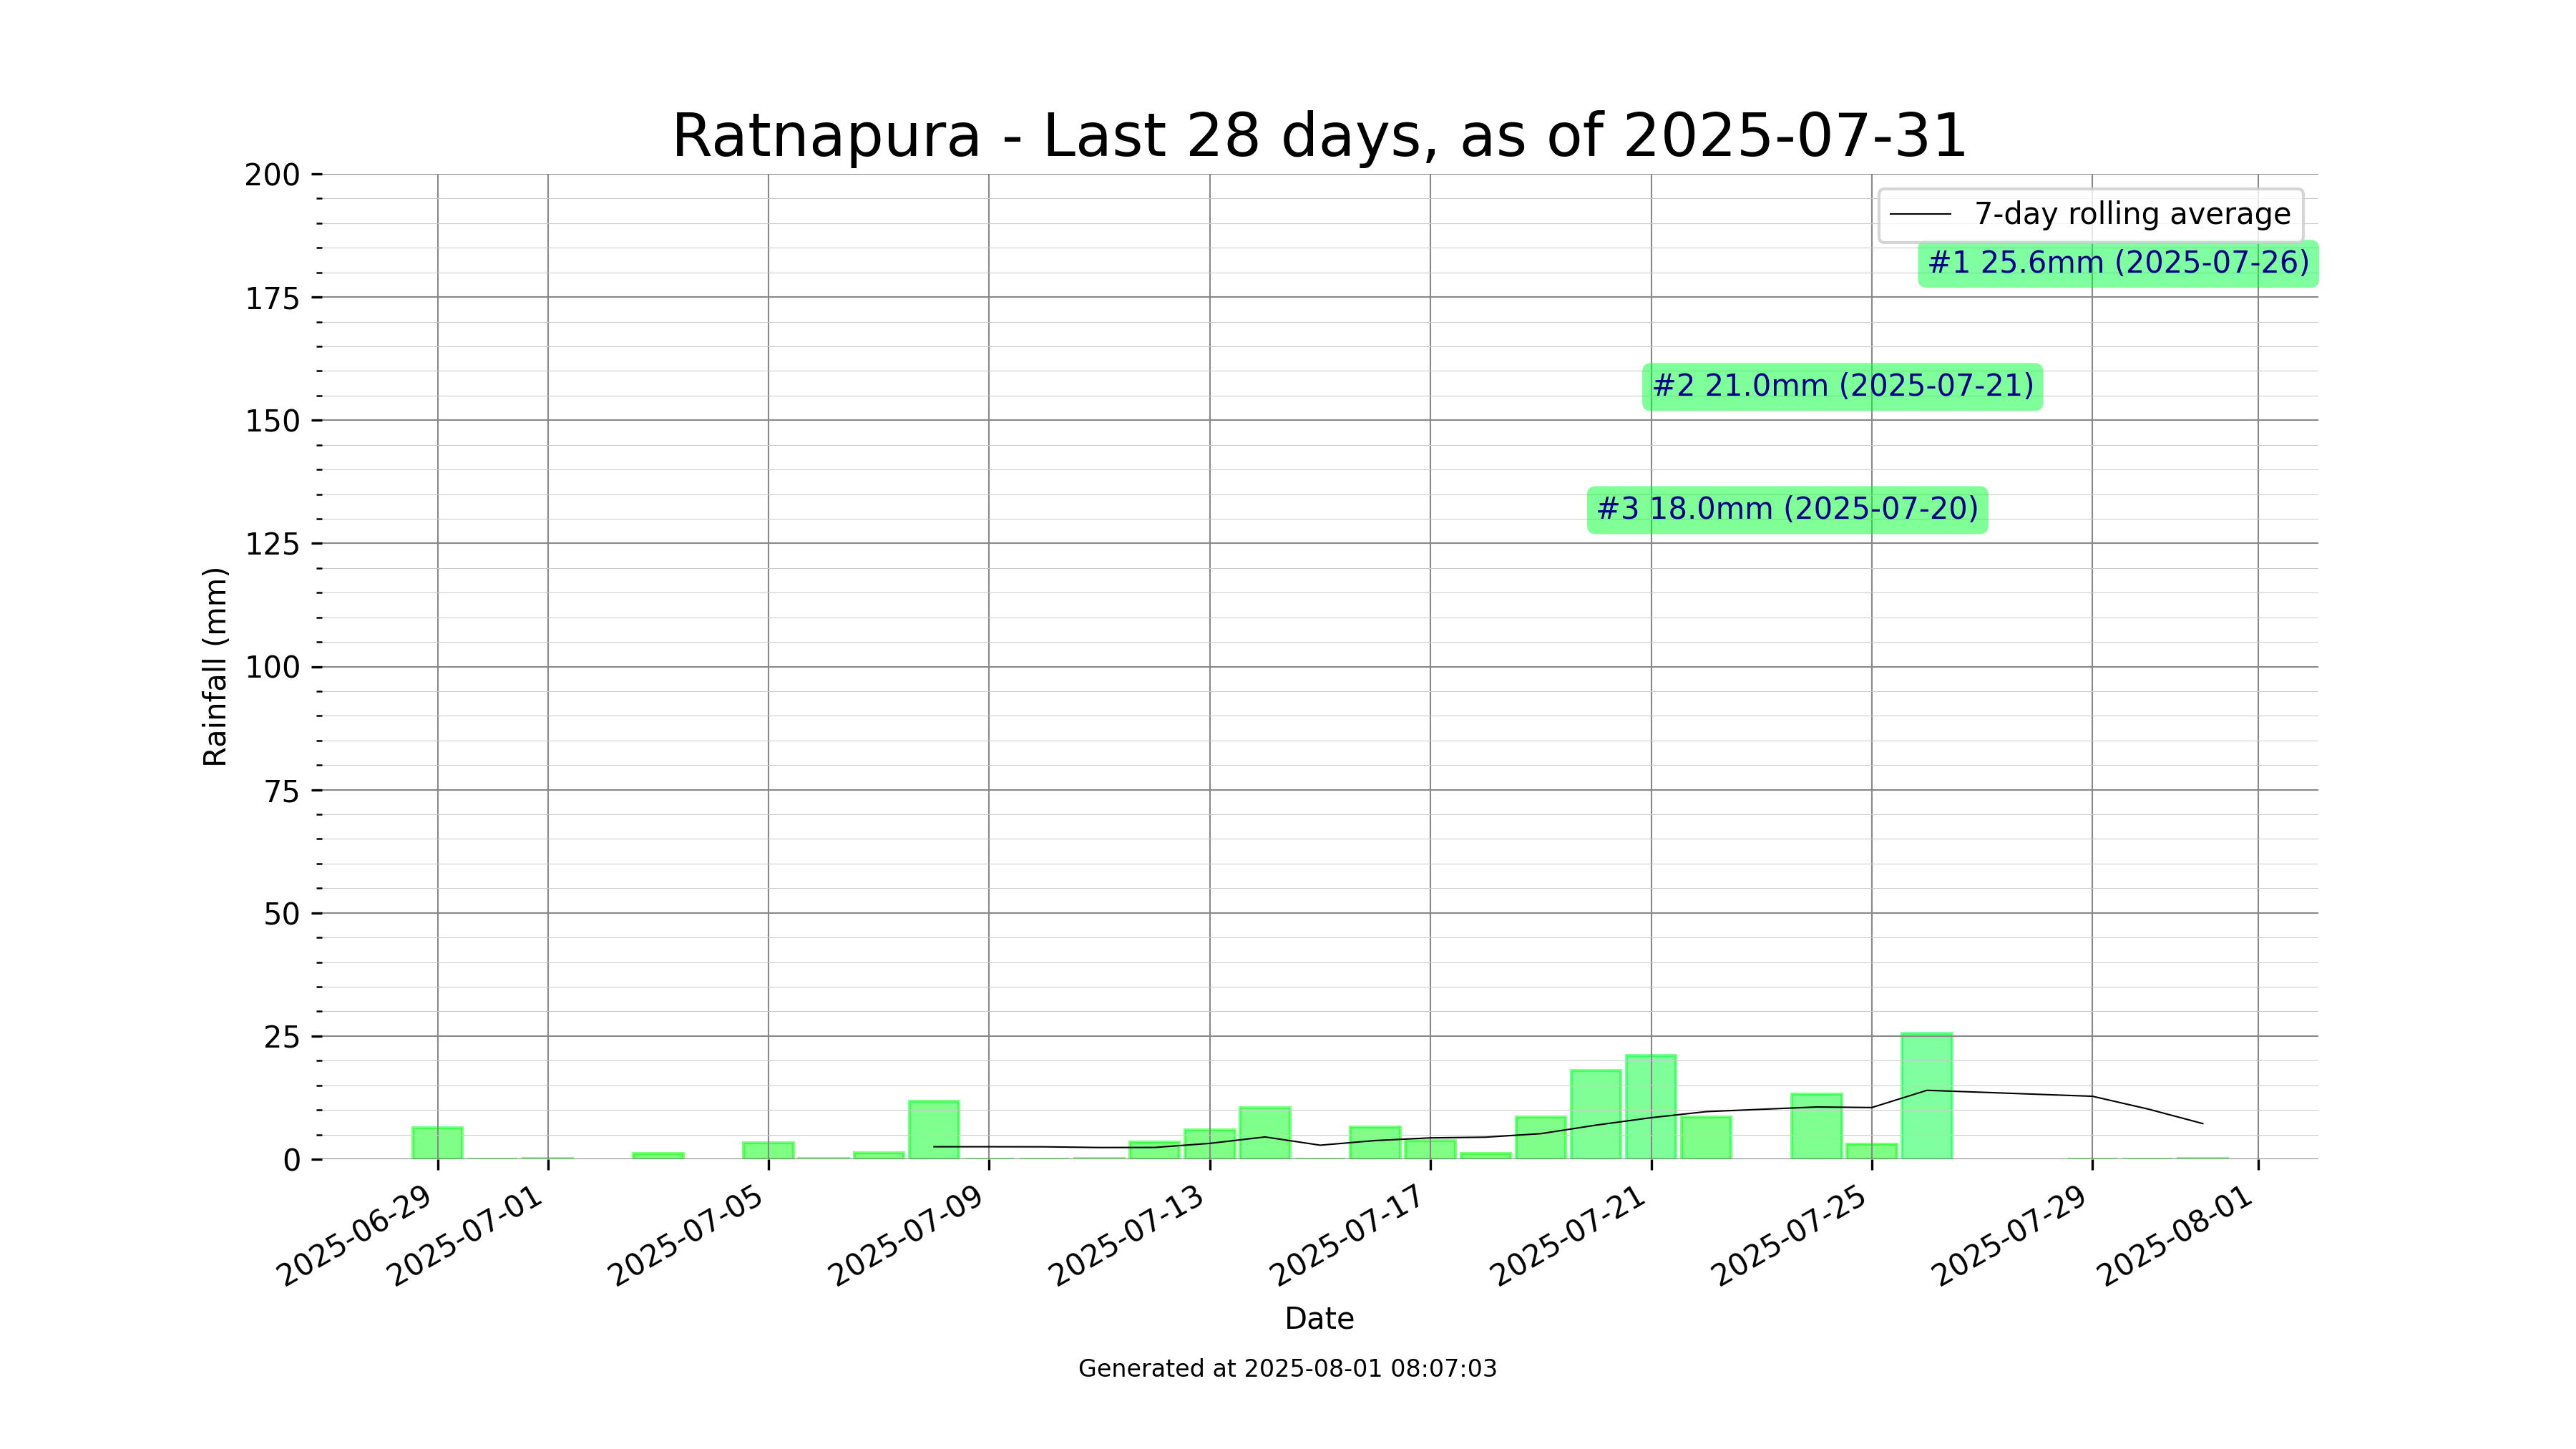 Ratnapura - Last 28 days, as of 2025-07-31
200
175
150
125
100
75
50
25
0
Rainfall (mm)
7-day rolling average
#1 25.6mm (2025-07-26)
#2 21.0mm (2025-07-21)
#3 18.0mm (2025-07-20)
2025-06-29
2025-07-01
2025-07-05
2025-07-09
2025-07-13
2025-07-17
2025-07-21
2025-07-25
2025-07-29
2025-08-01
Date
Generated at 2025-08-01 08:07:03